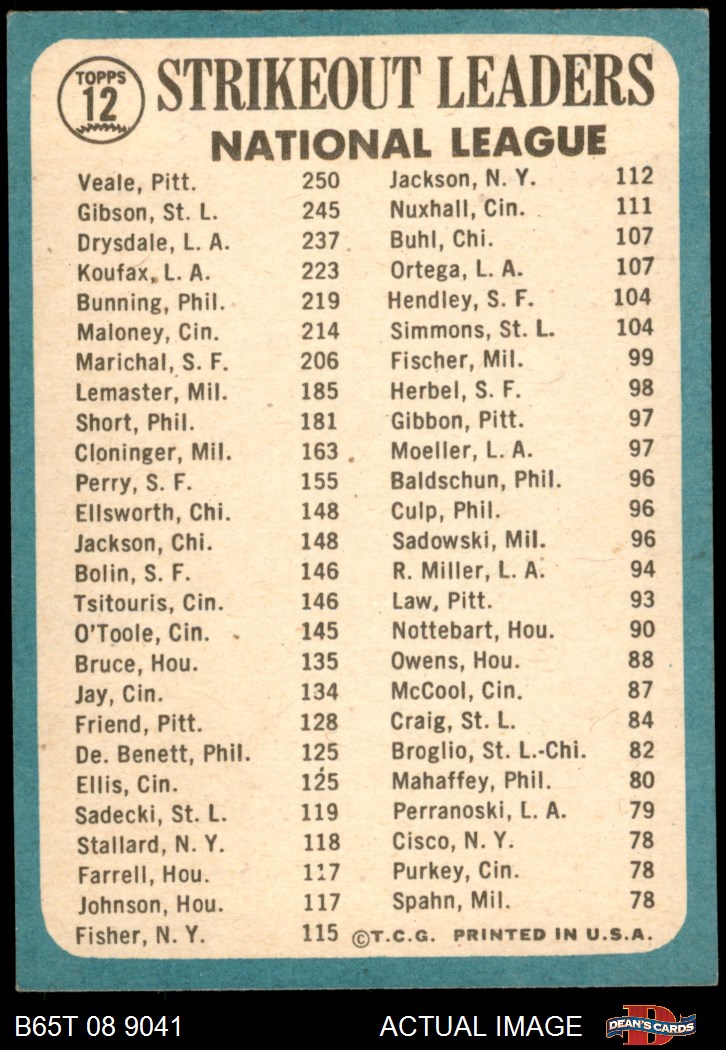 TOPPS
12
STRIKEOUT LEADERS
NATIONAL LEAGUE
Veale, Pitt. 250
Gibson, St. L. 245
Drysdale, L. A. 237
Koufax, L. A. 223
Bunning, Phil. 219
Maloney, Cin. 214
Marichal, S. F. 206
Lemaster, Mil. 185
Short, Phil. 181
Cloninger, Mil. 163
Perry, S. F. 155
Ellsworth, Chi. 148
Jackson, Chi. 148
Bolin, S. F. 146
Tsitouris, Cin. 146
O'Toole, Cin. 145
Bruce, Hou. 135
Jay, Cin. 134
Friend, Pitt. 128
De. Benett, Phil. 125
Ellis, Cin. 125
Sadecki, St. L. 119
Stallard, N. Y. 118
Farrell, Hou. 117
Johnson, Hou. 117
Fisher, N. Y. 115
Jackson, N. Y. 112
Nuxhall, Cin. 111
Buhl, Chi. 107
Ortega, L. A. 107
Hendley, S. F. 104
Simmons, St. L. 104
Fischer, Mil. 99
Herbel, S. F. 98
Gibbon, Pitt. 97
Moeller, L. A. 97
Baldschun, Phil. 96
Culp, Phil. 96
Sadowski, Mil. 96
R. Miller, L. A. 94
Law, Pitt. 93
Nottebart, Hou. 90
Owens, Hou. 88
McCool, Cin. 87
Craig, St. L. 84
Broglio, St. L.-Chi. 82
Mahaffey, Phil. 80
Perranoski, L. A. 79
Cisco, N. Y. 78
Purkey, Cin. 78
Spahn, Mil. 78
©T.C.G. PRINTED IN U.S.A.
B65T 08 9041 ACTUAL IMAGE
DEAN'S CARDS